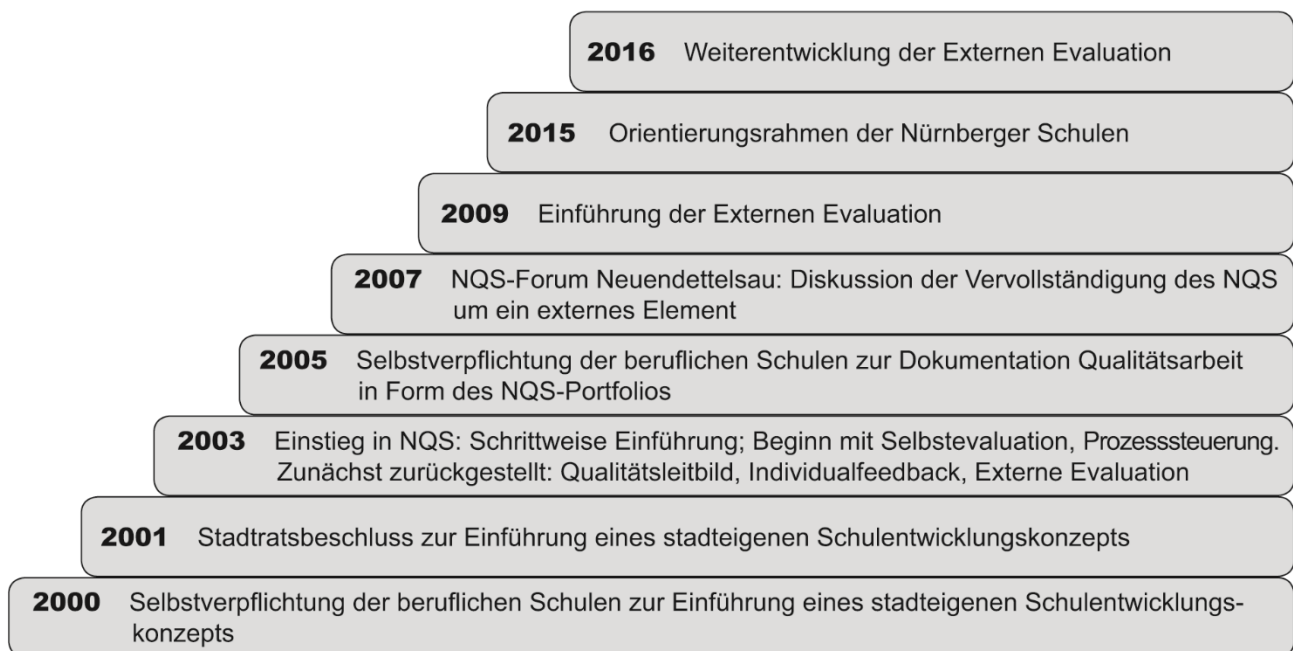 2016 Weiterentwicklung der Externen Evaluation
2015 Orientierungsrahmen der Nürnberger Schulen
2009 Einführung der Externen Evaluation
2007 NQS-Forum Neuendettelsau: Diskussion der Vervollständigung des NQS
um ein externes Element
2005 Selbstverpflichtung der beruflichen Schulen zur Dokumentation Qualitätsarbeit
in Form des NQS-Portfolios
2003 Einstieg in NQS: Schrittweise Einführung; Beginn mit Selbstevaluation, Prozesssteuerung.
Zunächst zurückgestellt: Qualitätsleitbild, Individualfeedback, Externe Evaluation
2001 Stadtratsbeschluss zur Einführung eines stadteigenen Schulentwicklungskonzepts
2000 Selbstverpflichtung der beruflichen Schulen zur Einführung eines stadteigenen Schulentwicklungs-
konzepts